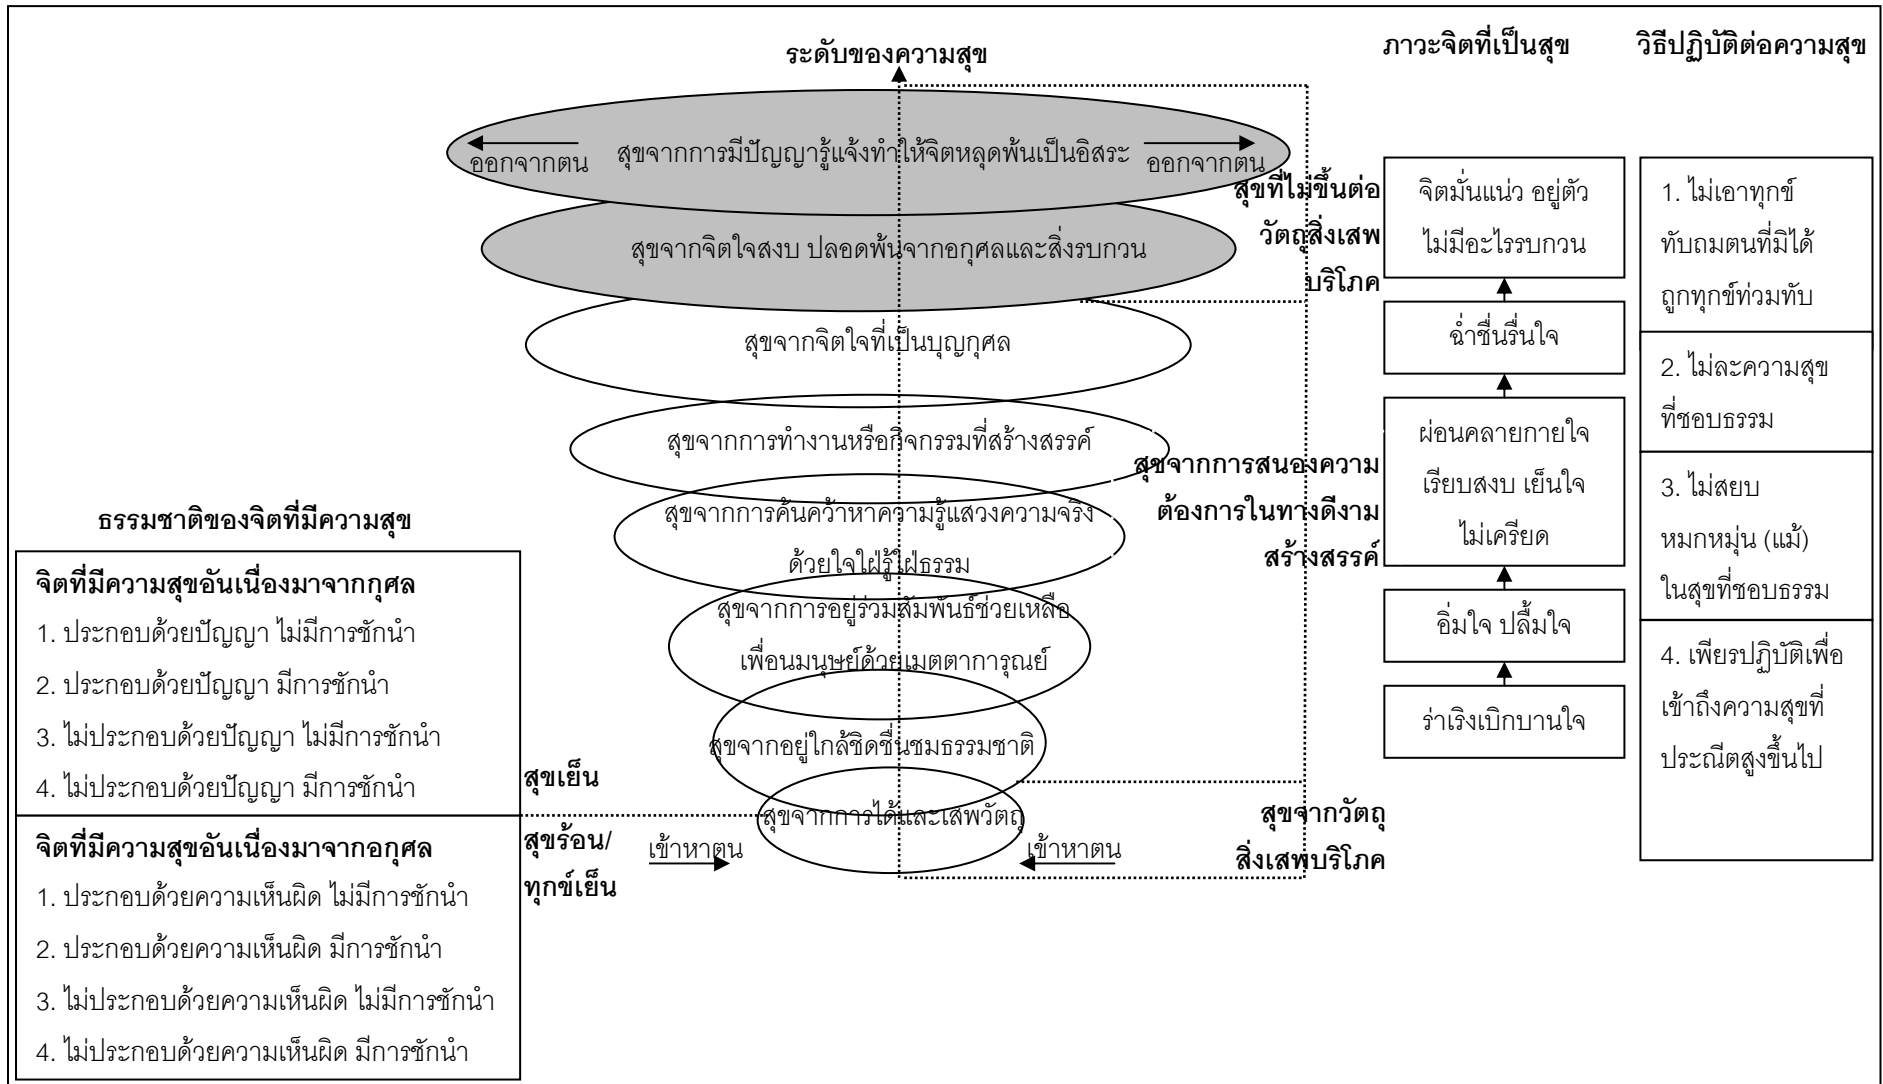 ระดับของความสุข
ภาวะจิตที่เป็นสุข
วิธีปฏิบัติต่อความสุข
ออกจากตน
สุขจากการมีปัญญารู้แจ้งทำให้จิตหลุดพ้นเป็นอิสระ
ออกจากตน
สุขจากจิตใจสงบ ปลอดพ้นจากอกุศลและสิ่งรบกวน
สุขจากจิตใจที่เป็นบุญกุศล
สุขจากการทำงานหรือกิจกรรมที่สร้างสรรค์
สุขจากการค้นคว้าหาความรู้แสวงความจริง
ด้วยใจใฝ่รู้ใฝ่ธรรม
สุขจากการอยู่ร่วมสัมพันธ์ช่วยเหลือ
เพื่อนมนุษย์ด้วยเมตตาการุณย์
สุขจากอยู่ใกล้ชิดชื่นชมธรรมชาติ
สุขจากการได้และเสพวัตถุ
เข้าหาตน
เข้าหาตน
สุขที่ไม่ขึ้นต่อ
วัตถุสิ่งเสพ
บริโภค
สุขจากการสนองความ
ต้องการในทางดีงาม
สร้างสรรค์
สุขจากวัตถุ
สิ่งเสพบริโภค
จิตมั่นแน่ว อยู่ตัว
ไม่มีอะไรรบกวน
ฉ่ำชื่นรื่นใจ
ผ่อนคลายกายใจ
เรียบสงบ เย็นใจ
ไม่เครียด
อิ่มใจ ปลื้มใจ
ร่าเริงเบิกบานใจ
1. ไม่เอาทุกข์
ทับถมตนที่มิได้
ถูกทุกข์ท่วมทับ
2. ไม่ละความสุข
ที่ชอบธรรม
3. ไม่สยบ
หมกหมุ่น (แม้)
ในสุขที่ชอบธรรม
4. เพียรปฏิบัติเพื่อ
เข้าถึงความสุขที่
ประณีตสูงขึ้นไป
ธรรมชาติของจิตที่มีความสุข
จิตที่มีความสุขอันเนื่องมาจากกุศล
1. ประกอบด้วยปัญญา ไม่มีการชักนำ
2. ประกอบด้วยปัญญา มีการชักนำ
3. ไม่ประกอบด้วยปัญญา ไม่มีการชักนำ
4. ไม่ประกอบด้วยปัญญา มีการชักนำ
สุขเย็น
จิตที่มีความสุขอันเนื่องมาจากอกุศล
1. ประกอบด้วยความเห็นผิด ไม่มีการชักนำ
2. ประกอบด้วยความเห็นผิด มีการชักนำ
3. ไม่ประกอบด้วยความเห็นผิด ไม่มีการชักนำ
4. ไม่ประกอบด้วยความเห็นผิด มีการชักนำ
สุขร้อน/
ทุกข์เย็น